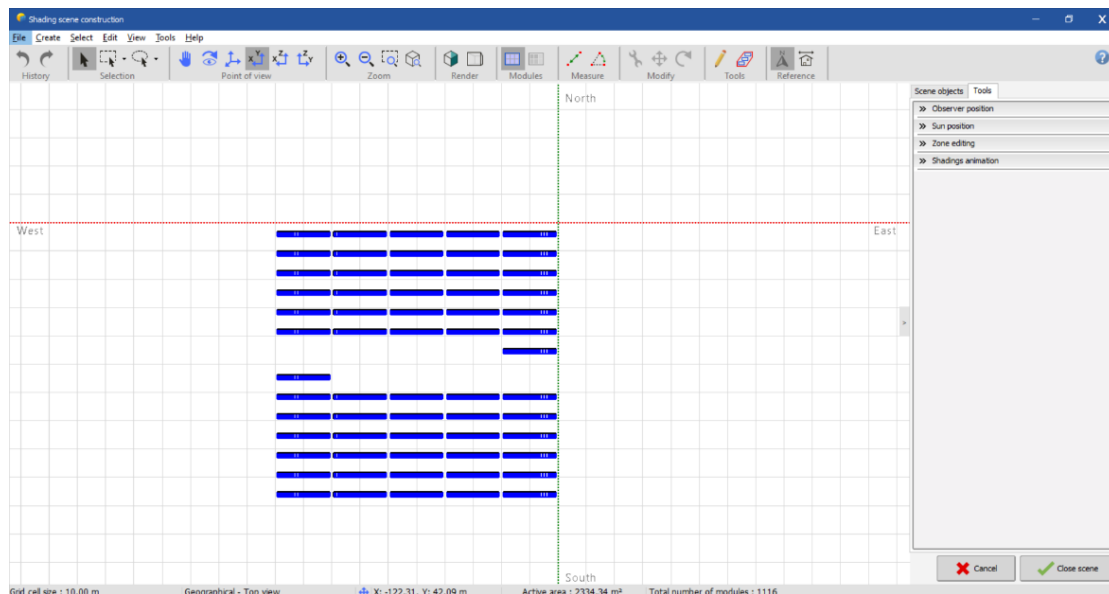 Shading scene construction
File Create Select Edit View Tools Help
History Selection Point of view Zoom Render Modules Measure Modify Tools Reference
North
West
East
South
Scene objects Tools
Observer position
Sun position
Zone editing
Shadings animation
Cancel Close scene
Grid cell size : 10.00 m Geographical - Top view X: -122.31, Y: 42.09 m Active area : 2334.34 m² Total number of modules : 1116